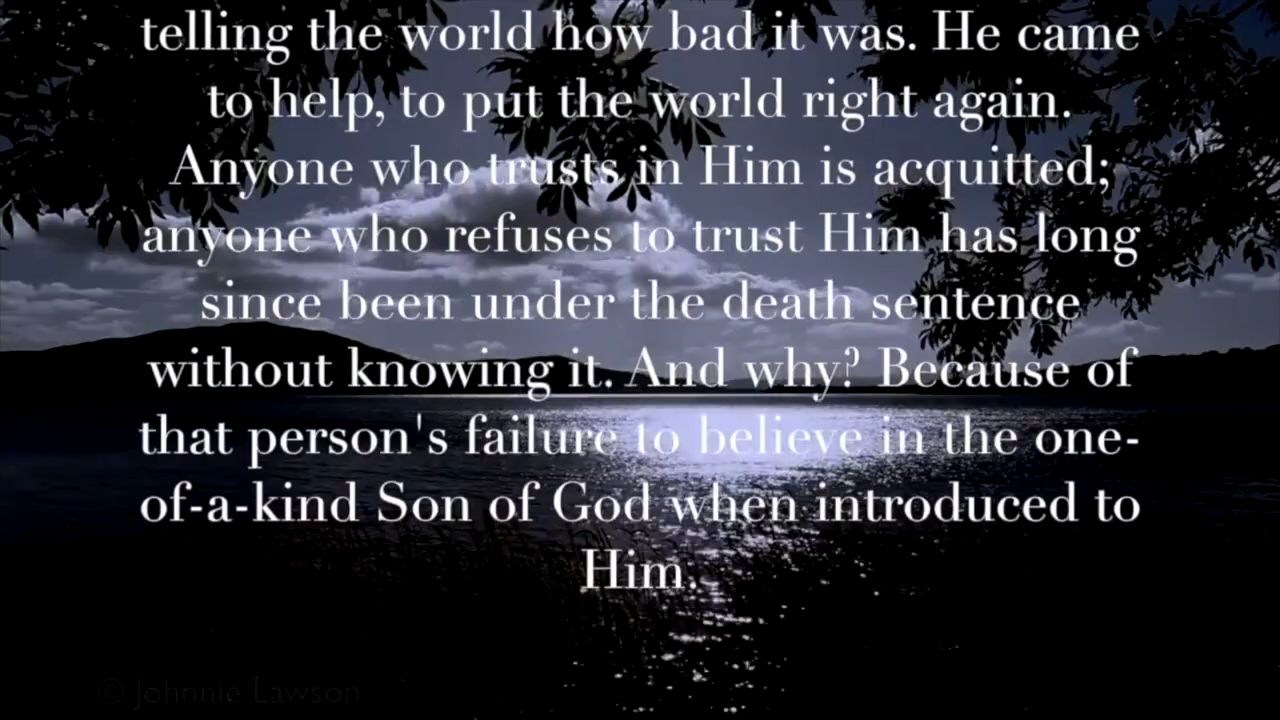 telling the world how bad it was. He came
to help, to put the world right again.
Anyone who trusts in Him is acquitted;
anyone who refuses to trust Him has long
since been under the death sentence
without knowing it. And why? Because of
that person's failure to believe in the one-
of-a-kind Son of God when introduced to
Him.
© Johnnie Lawson